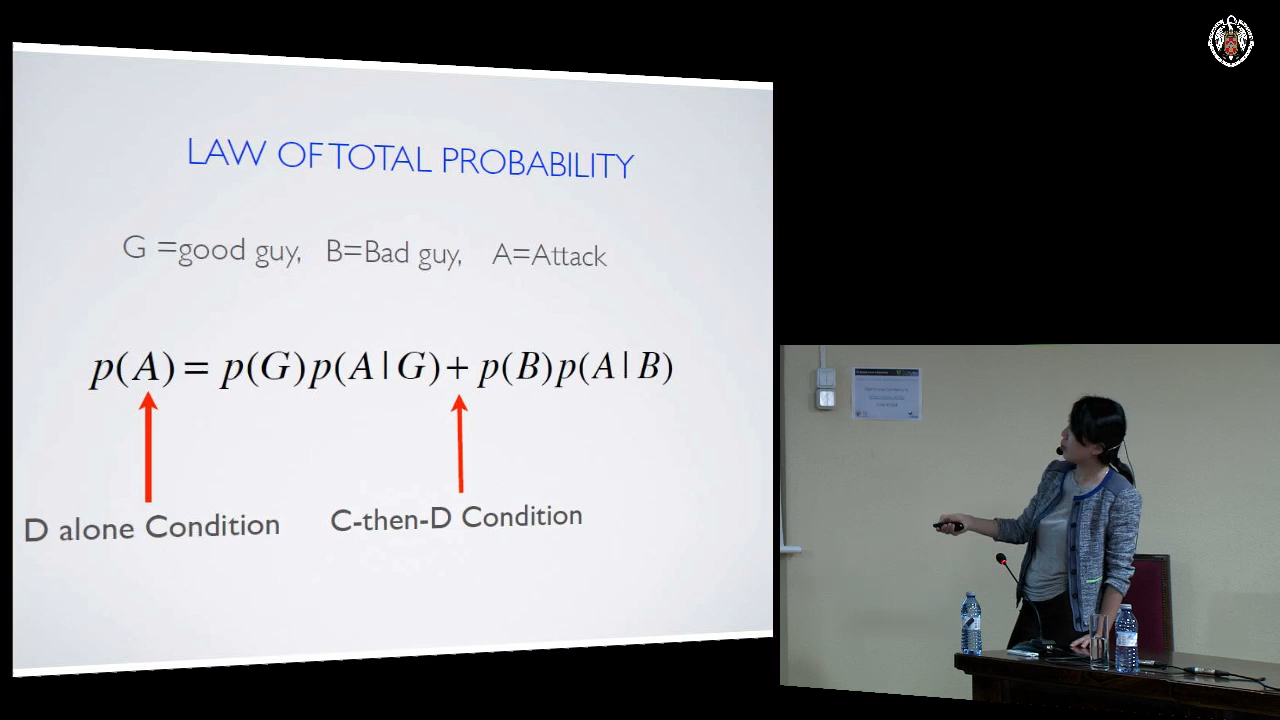 LAW OF TOTAL PROBABILITY
G =good guy, B=Bad guy, A=Attack
p(A) = p(G)p(A|G)+ p(B)p(A|B)
D alone Condition
C-then-D Condition